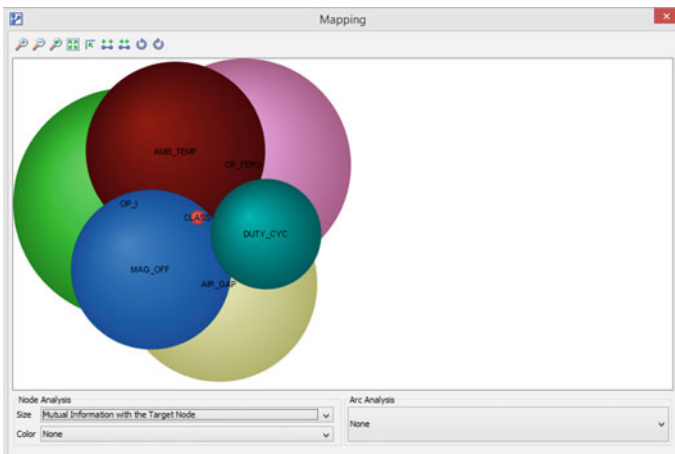 Mapping
AMB_TEMP
OP_FERQ
OP_I
CLASS
DUTY_CYC
MAG_OFF
AIR_GAP
Node Analysis
Size Mutual Information with the Target Node
Color None
Arc Analysis
None